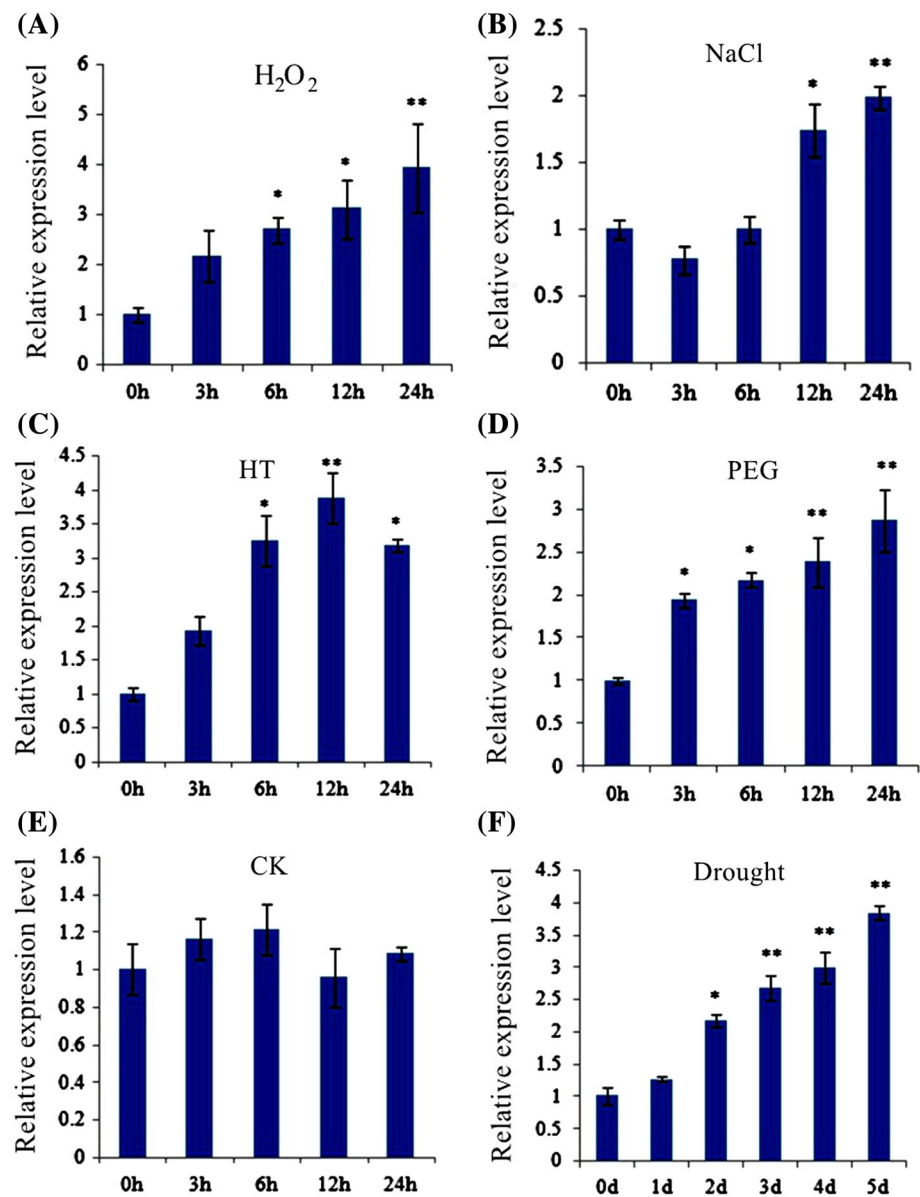 (A)
H₂O₂
Relative expression level
6
5
4
3
2
1
0
** 
*
*
0h 3h 6h 12h 24h
(B)
NaCl
Relative expression level
2.5
2
1.5
1
0.5
0
* **
0h 3h 6h 12h 24h
(C)
HT
Relative expression level
4.5
4
3.5
3
2.5
2
1.5
1
0.5
0
* ** *
0h 3h 6h 12h 24h
(D)
PEG
Relative expression level
3.5
3
2.5
2
1.5
1
0.5
0
* * ** **
0h 3h 6h 12h 24h
(E)
CK
Relative expression level
1.6
1.4
1.2
1
0.8
0.6
0.4
0.2
0
0h 3h 6h 12h 24h
(F)
Drought
Relative expression level
4.5
4
3.5
3
2.5
2
1.5
1
0.5
0
* ** ** **
0d 1d 2d 3d 4d 5d